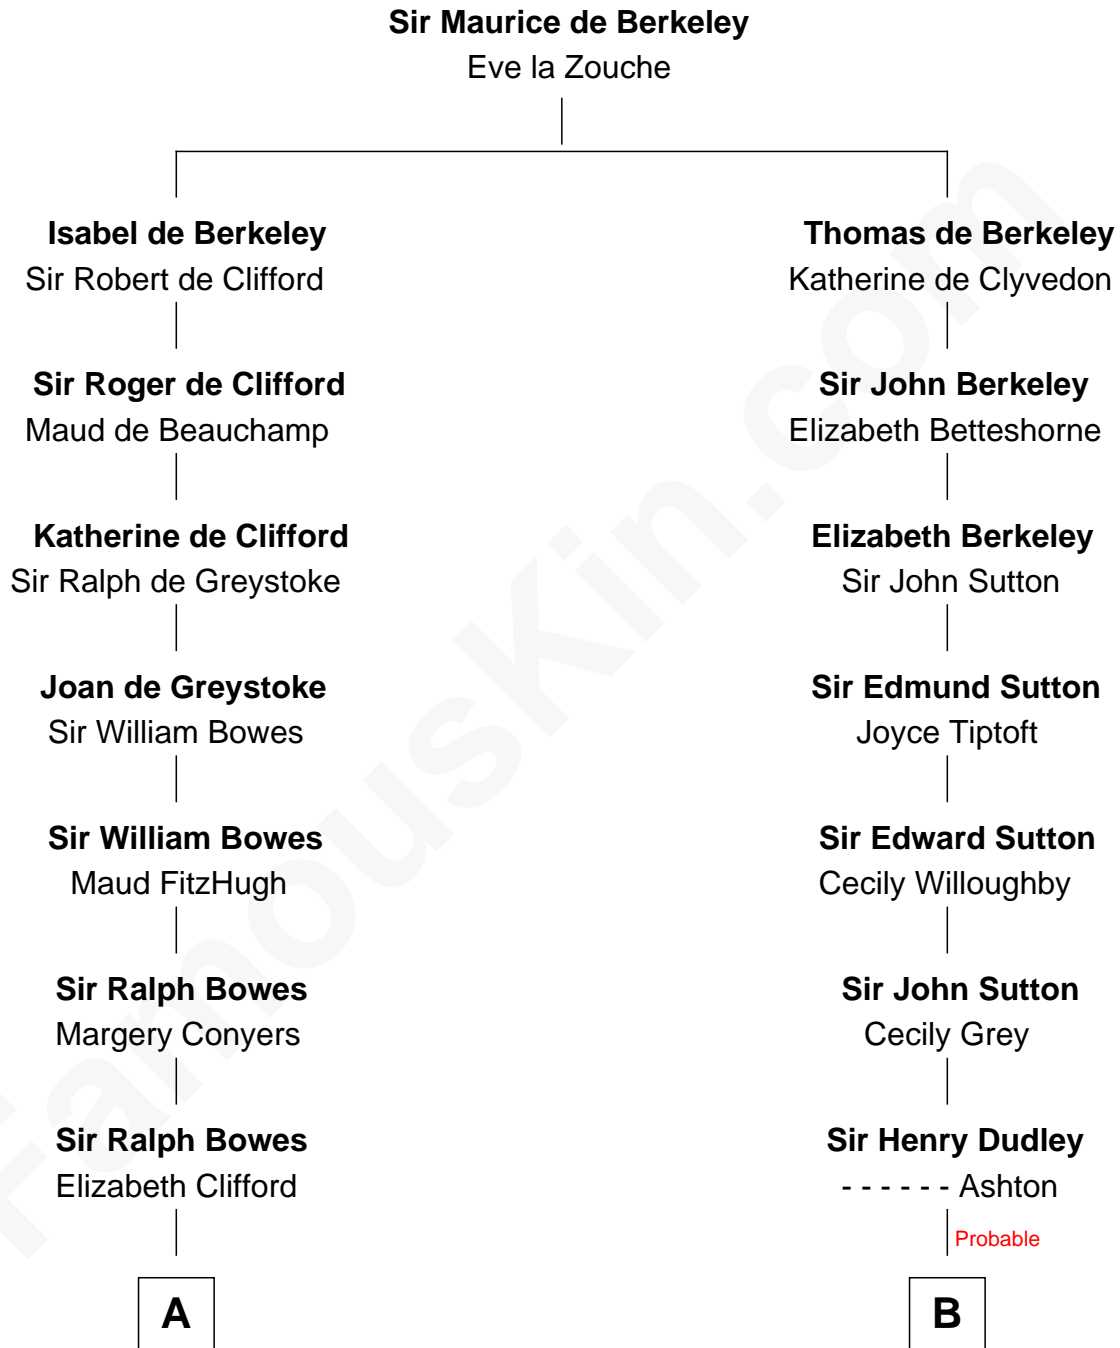 Sir Maurice de Berkeley
Eve la Zouche
Isabel de Berkeley
Sir Robert de Clifford
Thomas de Berkeley
Katherine de Clyvedon
Sir Roger de Clifford
Maud de Beauchamp
Sir John Berkeley
Elizabeth Betteshorne
Katherine de Clifford
Sir Ralph de Greystoke
Elizabeth Berkeley
Sir John Sutton
Joan de Greystoke
Sir William Bowes
Sir Edmund Sutton
Joyce Tiptoft
Sir William Bowes
Maud FitzHugh
Sir Edward Sutton
Cecily Willoughby
Sir Ralph Bowes
Margery Conyers
Sir John Sutton
Cecily Grey
Sir Ralph Bowes
Elizabeth Clifford
Sir Henry Dudley
- - - - - - Ashton
Probable
A
B
FamousKin.com